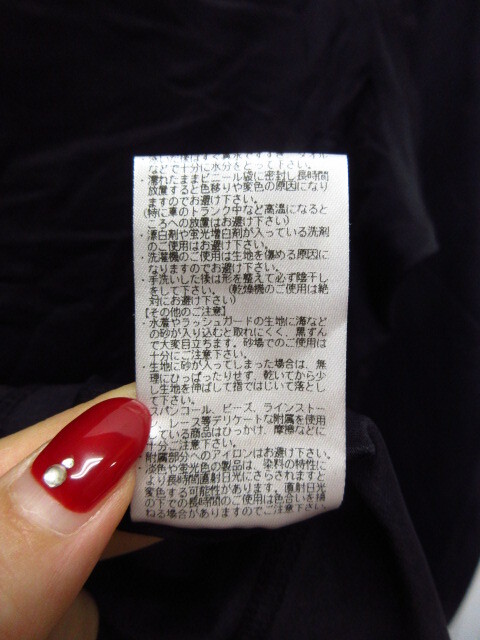 などで十分に水分をとって下さい。
・濡れたままビニール袋に密封し長時間
放置すると色移りや変色の原因になり
ますのでお避け下さい。
(特に車のトランク中など高温になると
ころへの放置はお避け下さい)
・漂白剤や蛍光増白剤が入っている洗剤
のご使用はお避け下さい。
・洗濯機のご使用は生地を傷める原因に
なりますのでお避け下さい。
・手洗いした後は形を整えて必ず陰干し
をして下さい。(乾燥機のご使用は絶
対にお避け下さい)
【その他のご注意】
・水着やラッシュガードの生地に海など
の砂が入り込むと取れにくく、黒ずん
で大変目立ちます。砂場でのご使用は
十分にご注意下さい。
・生地に砂が入ってしまった場合は、無
理にひっぱったりせず、乾いてから少
し生地を伸ばして指ではじいて落とし
て下さい。
スパンコール、ビーズ、ラインストー
レース等デリケートな附属を使用
している商品はひっかけ、摩擦などに
十分ご注意下さい。
附属部分へのアイロンはお避け下さい。
・淡色や蛍光色の製品は、染料の特性に
より長時間直射日光にさらされますと
変色する可能性があります。直射日光
の下での長時間のご使用は色合いを損
ねる場合がありますのでご注意下さい。